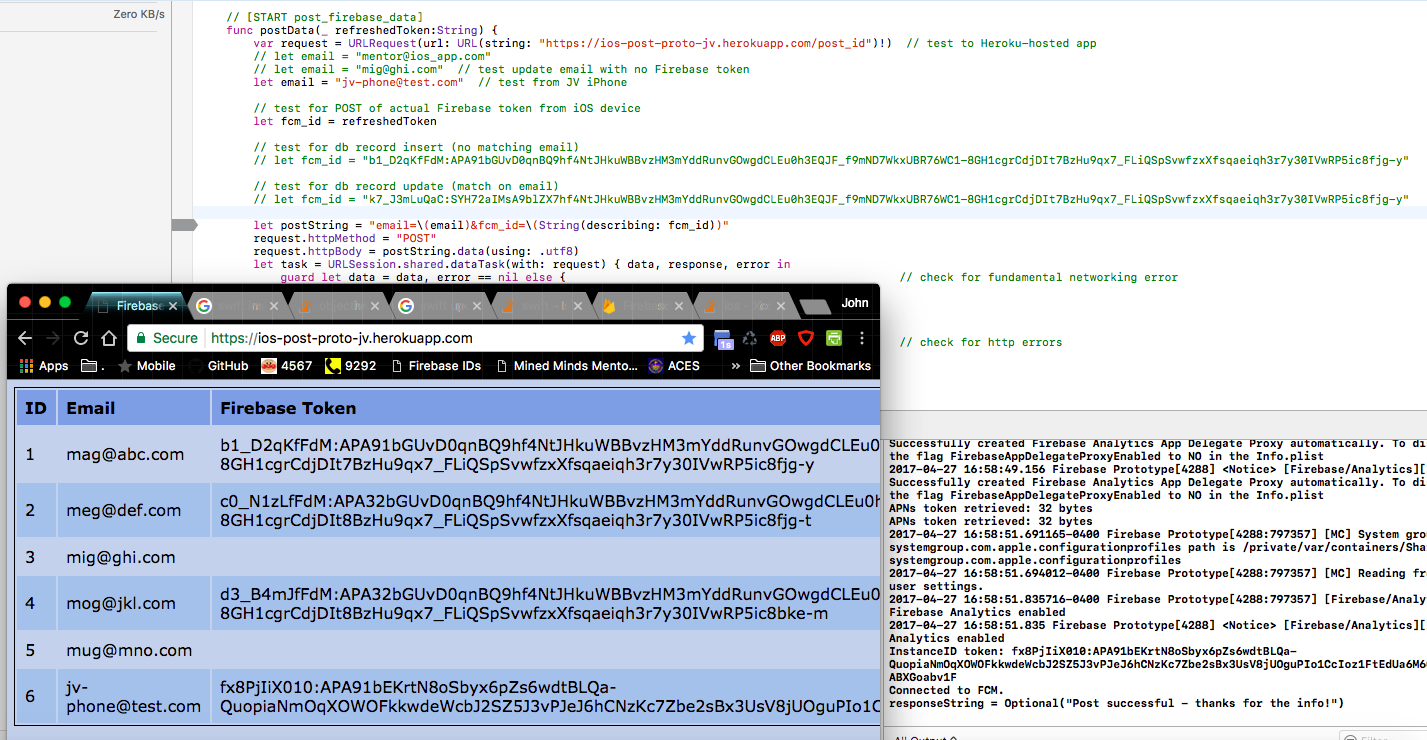 Zero KB/s
// [START post_firebase_data]
func postData(_ refreshedToken:String) {
var request = URLRequest(url: URL(string: "https://ios-post-proto-jv.herokuapp.com/post_id")!) // test to Heroku-hosted app
// let email = "mentor@ios_app.com"
// let email = "mig@ghi.com" // test update email with no Firebase token
let email = "jv-phone@test.com" // test from JV iPhone
// test for POST of actual Firebase token from iOS device
let fcm_id = refreshedToken
// test for db record insert (no matching email)
// let fcm_id = "b1_D2qKfFdM:APA91bGUvD0qnBQ9hf4NtJHkuWBBvzHM3mYddRunvGOwgdCLEu0h3EQJF_f9mND7WkxUBR76WC1-8GH1cgrCdjDIt7BzHu9qx7_FLiQSpSvwfzxXfsqaeiqh3r7y30IVwRP5ic8fjg-y"
// test for db record update (match on email)
// let fcm_id = "k7_J3mLuQaC:SYH72aIMsA9blZX7hf4NtJHkuWBBvzHM3mYddRunvGOwgdCLEu0h3EQJF_f9mND7WkxUBR76WC1-8GH1cgrCdjDIt7BzHu9qx7_FLiQSpSvwfzxXfsqaeiqh3r7y30IVwRP5ic8fjg-y"
let postString = "email=\(email)&fcm_id=\(String(describing: fcm_id))"
request.httpMethod = "POST"
request.httpBody = postString.data(using: .utf8)
let task = URLSession.shared.dataTask(with: request) { data, response, error in
guard let data = data, error == nil else { // check for fundamental networking error
// check for http errors
Firebase
John
Secure https://ios-post-proto-jv.herokuapp.com
1s ABP
Apps . Mobile GitHub 4567 9292 Firebase IDs Mined Minds Mento... ACES » Other Bookmarks
ID Email Firebase Token
1 mag@abc.com b1_D2qKfFdM:APA91bGUvD0qnBQ9hf4NtJHkuWBBvzHM3mYddRunvGOwgdCLEu0
8GH1cgrCdjDIt7BzHu9qx7_FLiQSpSvwfzxXfsqaeiqh3r7y30IVwRP5ic8fjg-y
2 meg@def.com c0_N1zLfFdM:APA32bGUvD0qnBQ9hf4NtJHkuWBBvzHM3mYddRunvGOwgdCLEu0h
8GH1cgrCdjDIt8BzHu9qx7_FLiQSpSvwfzxXfsqaeiqh3r7y30IVwRP5ic8fjg-t
3 mig@ghi.com
4 mog@jkl.com d3_B4mJfFdM:APA32bGUvD0qnBQ9hf4NtJHkuWBBvzHM3mYddRunvGOwgdCLEu0
8GH1cgrCdjDIt7BzHu9qx7_FLiQSpSvwfzxXfsqaeiqh3r7y30IVwRP5ic8bke-m
5 mug@mno.com
6 jv-
phone@test.com fx8PjIiX010:APA91bEKrtN8oSbyx6pZs6wdtBLQa-
QuopiaNmOqXOWOFkkwdeWcbJ2SZ5J3vPJeJ6hCNzKc7Zbe2sBx3UsV8jUOguPIo1C
Successfully created Firebase Analytics App Delegate Proxy automatically. To di
the flag FirebaseAppDelegateProxyEnabled to NO in the Info.plist
2017-04-27 16:58:49.156 Firebase Prototype[4288] <Notice> [Firebase/Analytics][
Successfully created Firebase Analytics App Delegate Proxy automatically. To di
the flag FirebaseAppDelegateProxyEnabled to NO in the Info.plist
APNs token retrieved: 32 bytes
APNs token retrieved: 32 bytes
2017-04-27 16:58:51.691165-0400 Firebase Prototype[4288:797357] [MC] System gro
systemgroup.com.apple.configurationprofiles path is /private/var/containers/Sha
systemgroup.com.apple.configurationprofiles
2017-04-27 16:58:51.694012-0400 Firebase Prototype[4288:797357] [MC] Reading fr
user settings.
2017-04-27 16:58:51.835716-0400 Firebase Prototype[4288:797357] [Firebase/Analy
Firebase Analytics enabled
2017-04-27 16:58:51.835 Firebase Prototype[4288] <Notice> [Firebase/Analytics][
Analytics enabled
InstanceID token: fx8PjIiX010:APA91bEKrtN8oSbyx6pZs6wdtBLQa-
QuopiaNmOqXOWOFkkwdeWcbJ2SZ5J3vPJeJ6hCNzKc7Zbe2sBx3UsV8jUOguPIo1CcIoz1FtEdUa6M6
ABXGoabv1F
Connected to FCM.
responseString = Optional("Post successful - thanks for the info!")
All Output
Filter